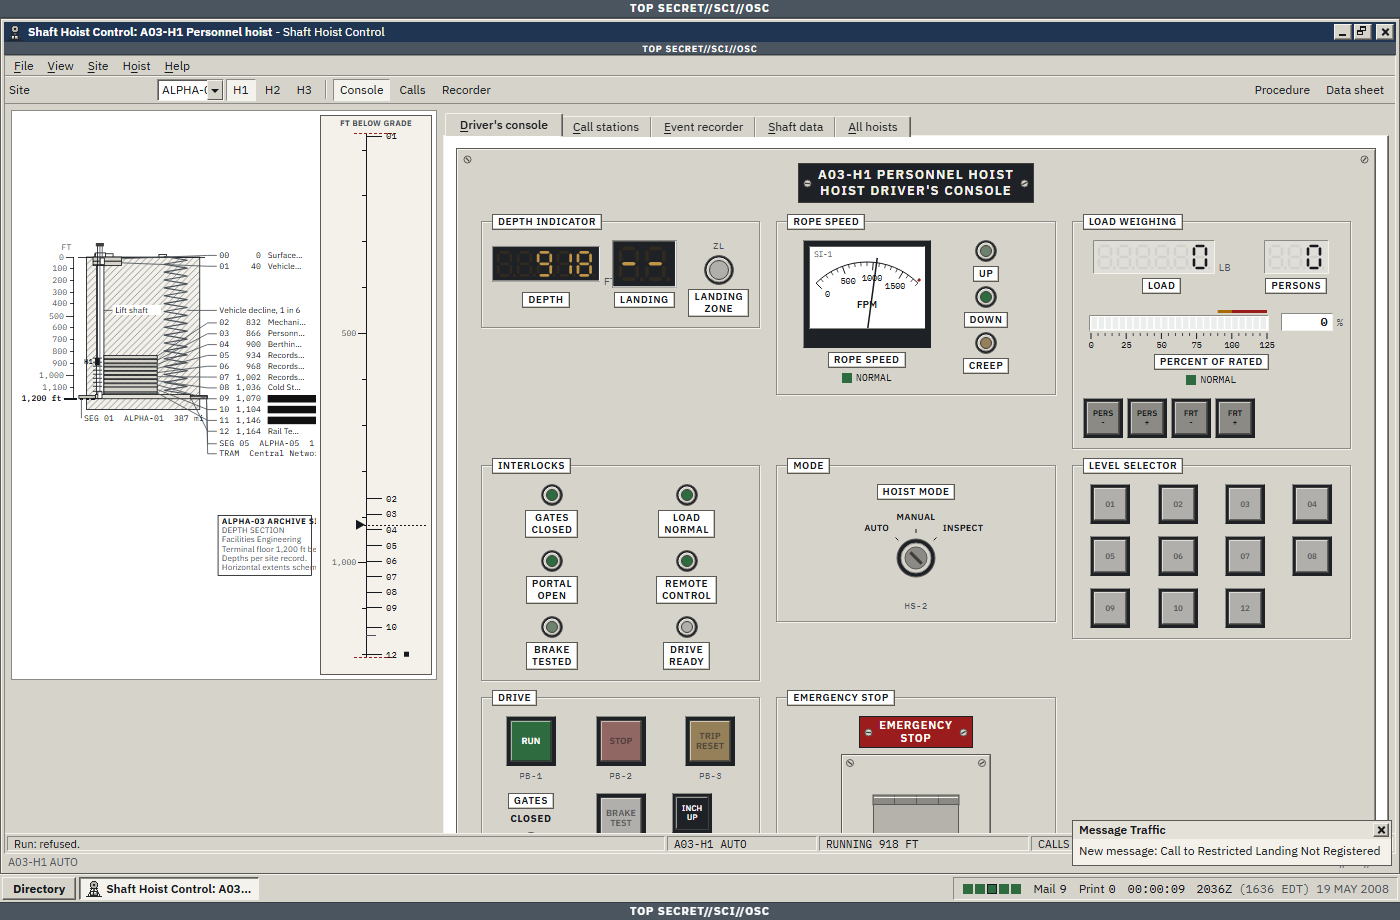 TOP SECRET//SCI//OSC
Shaft Hoist Control: A03-H1 Personnel hoist - Shaft Hoist Control
TOP SECRET//SCI//OSC
File View Site Hoist Help
Site ALPHA-0 H1 H2 H3 Console Calls Recorder Procedure Data sheet
FT
0
100
200
300
400
500
600
700
800
900
1,000
1,100
1,200 ft
Lift shaft
H1
00 0 Surface...
01 40 Vehicle...
Vehicle decline, 1 in 6
02 832 Mechani...
03 866 Personn...
04 900 Berthin...
05 934 Records...
06 968 Records...
07 1,002 Records...
08 1,036 Cold St...
09 1,070
10 1,104
11 1,146
12 1,164 Rail Te...
SEG 01 ALPHA-01 387 mi
SEG 05 ALPHA-05 1
TRAM Central Netwo
ALPHA-03 ARCHIVE S
DEPTH SECTION
Facilities Engineering
Terminal floor 1,200 ft be
Depths per site record.
Horizontal extents schem
FT BELOW GRADE
01
500
02
03
04
05
1,000
06
07
08
09
10
12
Driver's console Call stations Event recorder Shaft data All hoists
A03-H1 PERSONNEL HOIST
HOIST DRIVER'S CONSOLE
DEPTH INDICATOR
918
FT
DEPTH
--
LANDING
ZL
LANDING
ZONE
ROPE SPEED
SI-1
0 500 1000 1500
FPM
ROPE SPEED
NORMAL
UP
DOWN
CREEP
LOAD WEIGHING
0 LB
LOAD
0
PERSONS
0 %
0 25 50 75 100 125
PERCENT OF RATED
NORMAL
PERS
-
PERS
+
FRT
-
FRT
+
INTERLOCKS
GATES
CLOSED
LOAD
NORMAL
PORTAL
OPEN
REMOTE
CONTROL
BRAKE
TESTED
DRIVE
READY
MODE
HOIST MODE
AUTO MANUAL INSPECT
HS-2
LEVEL SELECTOR
01 02 03 04
05 06 07 08
09 10 12
DRIVE
RUN
PB-1
STOP
PB-2
TRIP
RESET
PB-3
GATES
CLOSED
BRAKE
TEST
INCH
UP
EMERGENCY STOP
EMERGENCY
STOP
Run: refused. A03-H1 AUTO RUNNING 918 FT CALLS
A03-H1 AUTO
Message Traffic
New message: Call to Restricted Landing Not Registered
Directory Shaft Hoist Control: A03... Mail 9 Print 0 00:00:09 2036Z (1636 EDT) 19 MAY 2008
TOP SECRET//SCI//OSC